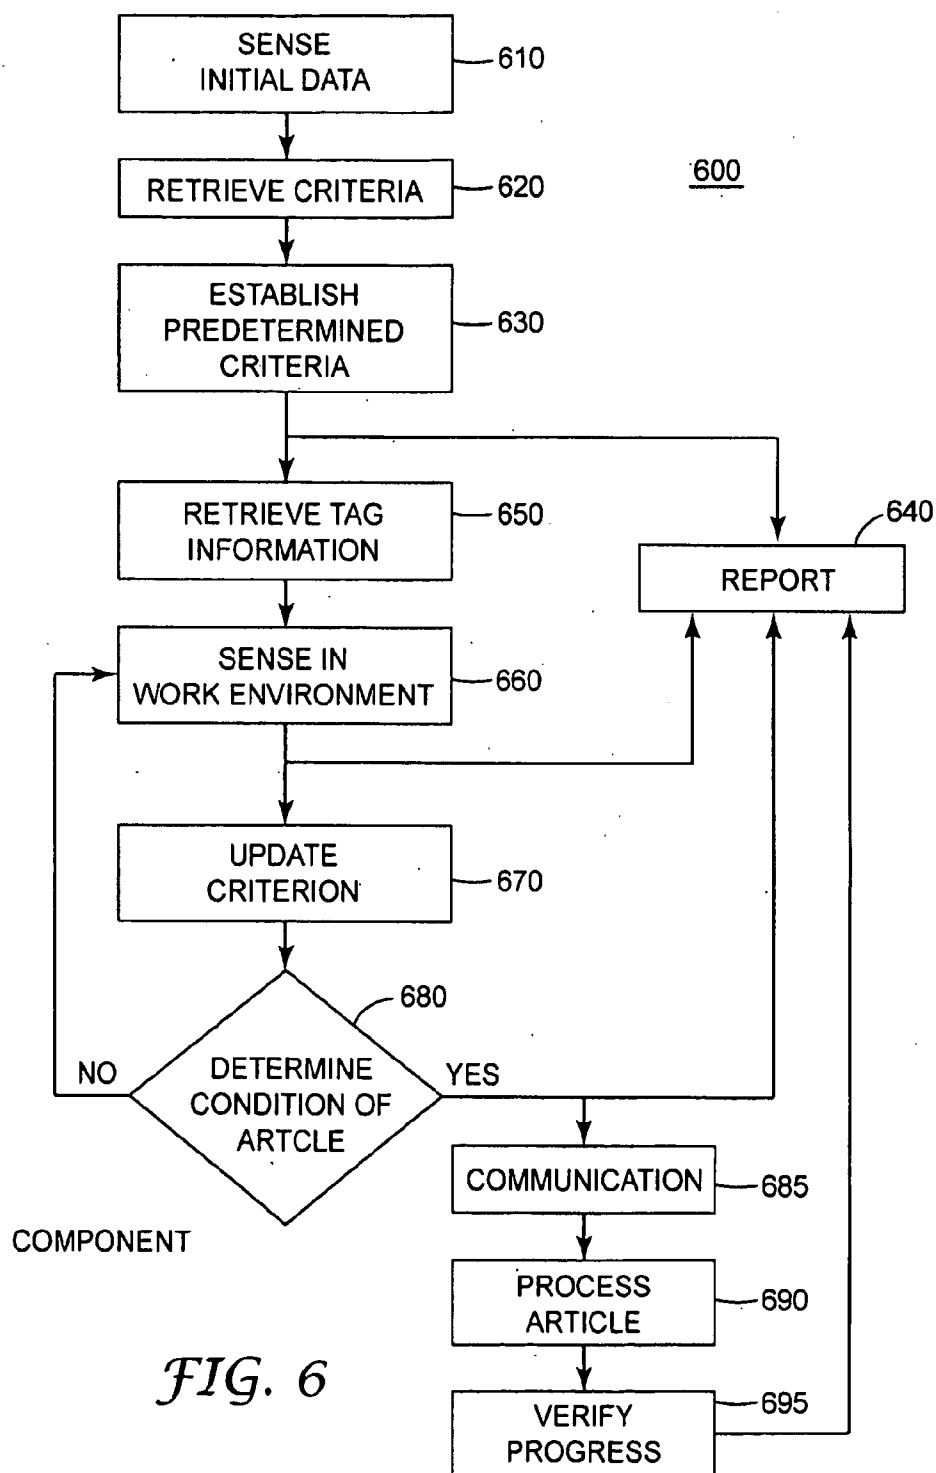 SENSE
INITIAL DATA
610
RETRIEVE CRITERIA
620
600
ESTABLISH
PREDETERMINED
CRITERIA
630
RETRIEVE TAG
INFORMATION
650
640
REPORT
SENSE IN
WORK ENVIRONMENT
660
UPDATE
CRITERION
670
680
NO
DETERMINE
CONDITION OF
ARTCLE
YES
COMMUNICATION
685
COMPONENT
PROCESS
ARTICLE
690
FIG. 6
VERIFY
PROGRESS
695